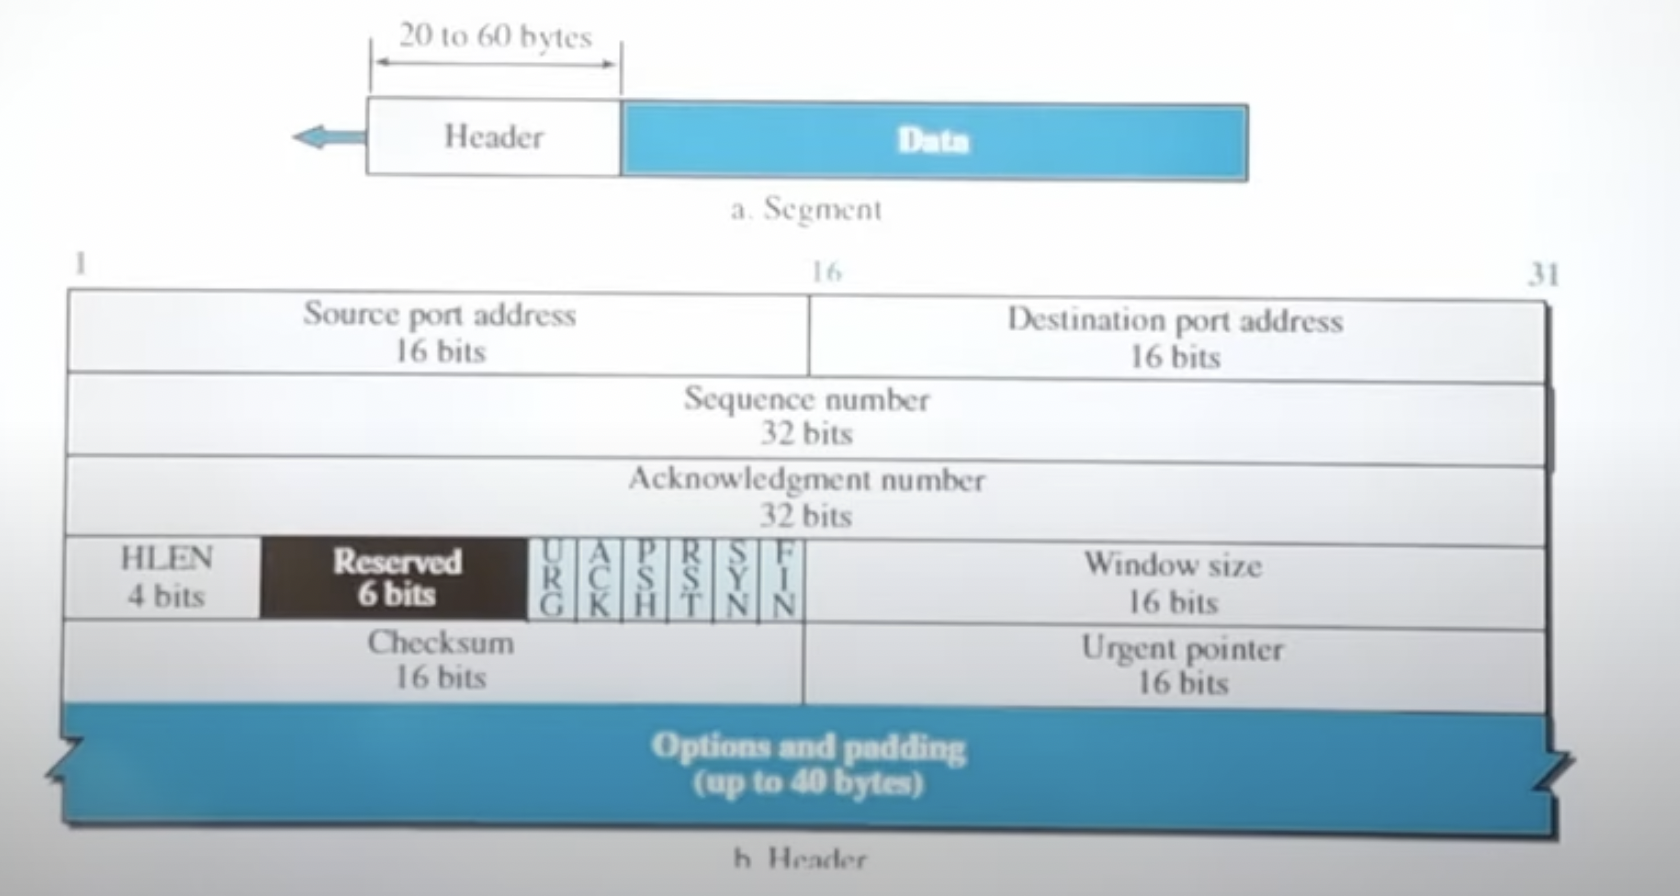 20 to 60 bytes
Header
Data
a. Segment
1
16
31
Source port address
16 bits
Destination port address
16 bits
Sequence number
32 bits
Acknowledgment number
32 bits
HLEN
4 bits
Reserved
6 bits
URG
ACK
PSH
RST
SYN
FIN
Window size
16 bits
Checksum
16 bits
Urgent pointer
16 bits
Options and padding
(up to 40 bytes)
b. Header